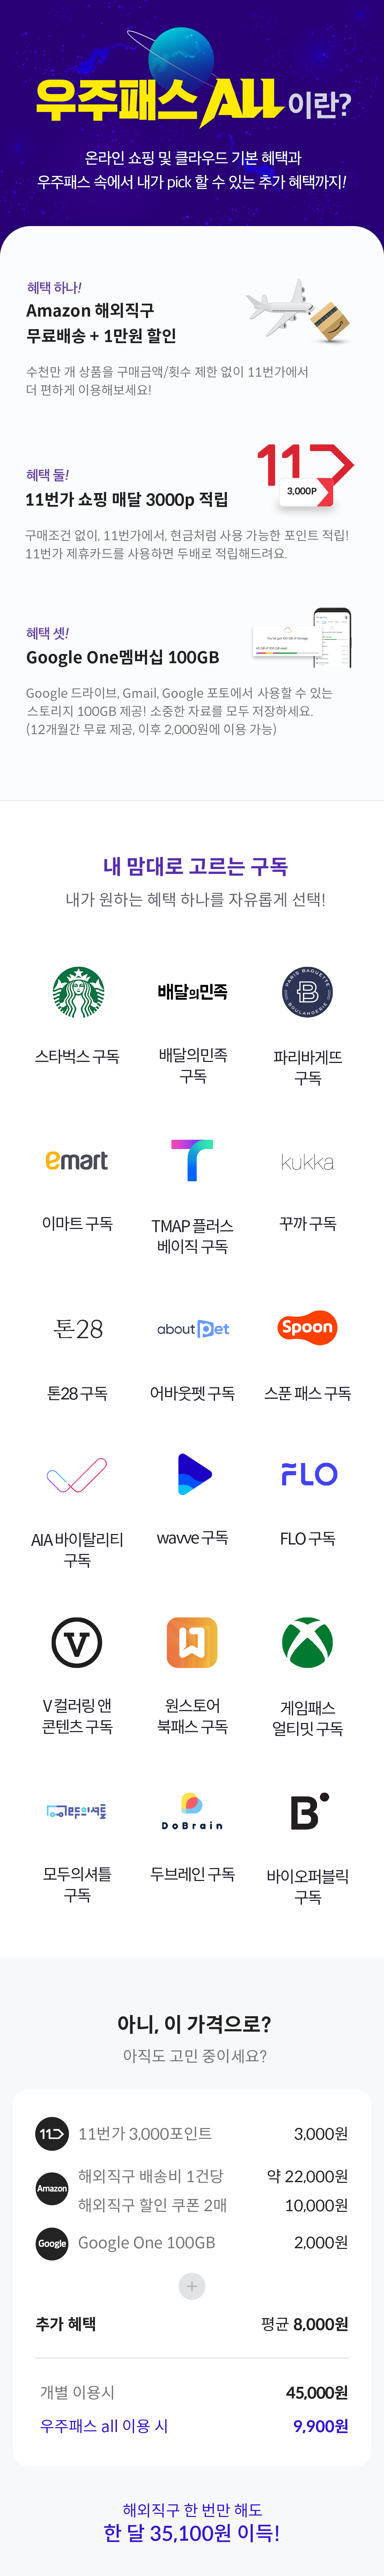 우주패스 ALL 이란?
온라인 쇼핑 및 클라우드 기본 혜택과
우주패스 속에서 내가 pick 할 수 있는 추가 혜택까지!
혜택 하나!
Amazon 해외직구
무료배송 + 1만원 할인
수천만 개 상품을 구매금액/횟수 제한 없이 11번가에서
더 편하게 이용해보세요!
11
3,000P
혜택 둘!
11번가 쇼핑 매달 3000p 적립
구매조건 없이, 11번가에서, 현금처럼 사용 가능한 포인트 적립!
11번가 제휴카드를 사용하면 두배로 적립해드려요.
혜택 셋!
Google One멤버십 100GB
Google 드라이브, Gmail, Google 포토에서 사용할 수 있는
스토리지 100GB 제공! 소중한 자료를 모두 저장하세요.
(12개월간 무료 제공, 이후 2,000원에 이용 가능)
내 맘대로 고르는 구독
내가 원하는 혜택 하나를 자유롭게 선택!
배달의민족
PARIS BAGUETTE
B
BOULANGERIE
스타벅스 구독
배달의민족
구독
파리바게뜨
구독
emart
T
kukka
이마트 구독
TMAP 플러스
베이직 구독
꾸까 구독
톤28
about Pet
Spoon
톤28 구독
어바웃펫 구독
스푼 패스 구독
FLO
AIA 바이탈리티
구독
wavve 구독
FLO 구독
V
V 컬러링 앤
콘텐츠 구독
원스토어
북패스 구독
게임패스
얼티밋 구독
모두의셔틀
DoBrain
B
모두의셔틀
구독
두브레인 구독
바이오퍼블릭
구독
아니, 이 가격으로?
아직도 고민 중이세요?
11 11번가 3,000포인트 3,000원
Amazon 해외직구 배송비 1건당 약 22,000원
해외직구 할인 쿠폰 2매 10,000원
Google Google One 100GB 2,000원
+
추가 혜택 평균 8,000원
개별 이용시 45,000원
우주패스 all 이용 시 9,900원
해외직구 한 번만 해도
한 달 35,100원 이득!